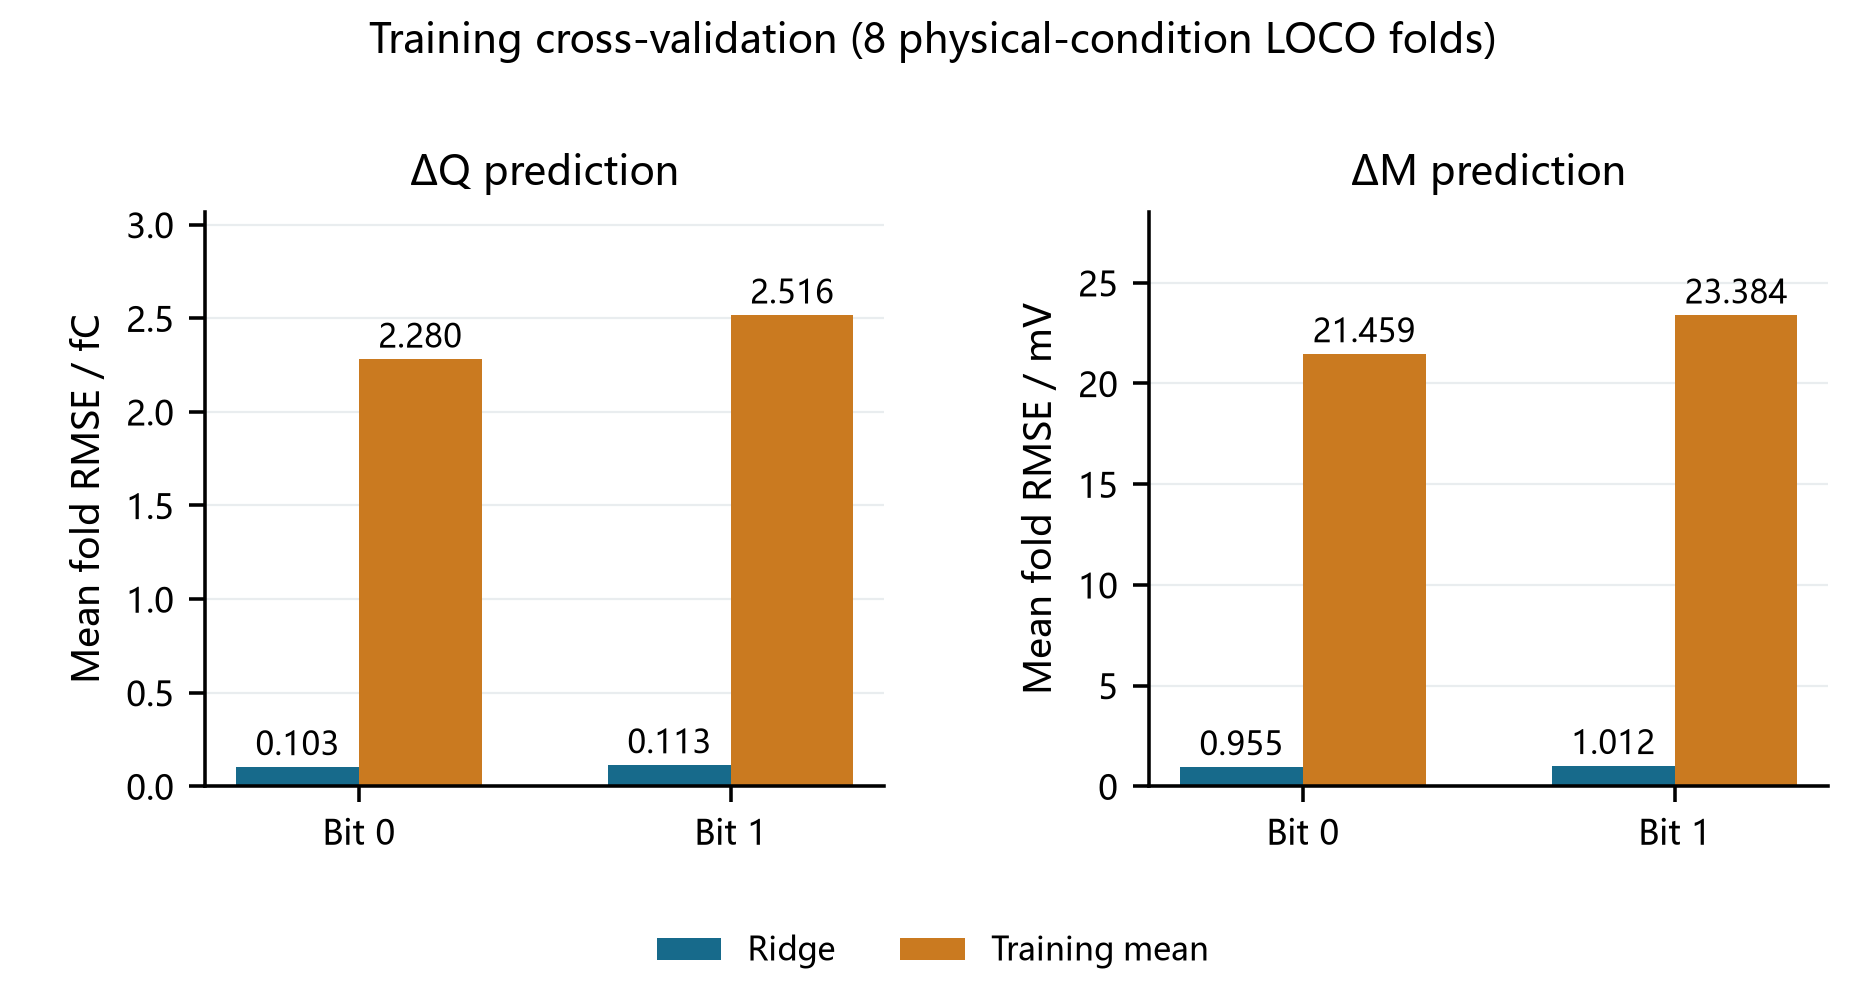 Training cross-validation (8 physical-condition LOCO folds)
ΔQ prediction
Mean fold RMSE / fC
3.0
2.5
2.0
1.5
1.0
0.5
0.0
0.103
2.280
0.113
2.516
Bit 0
Bit 1
ΔM prediction
Mean fold RMSE / mV
25
20
15
10
5
0
0.955
21.459
1.012
23.384
Bit 0
Bit 1
Ridge
Training mean